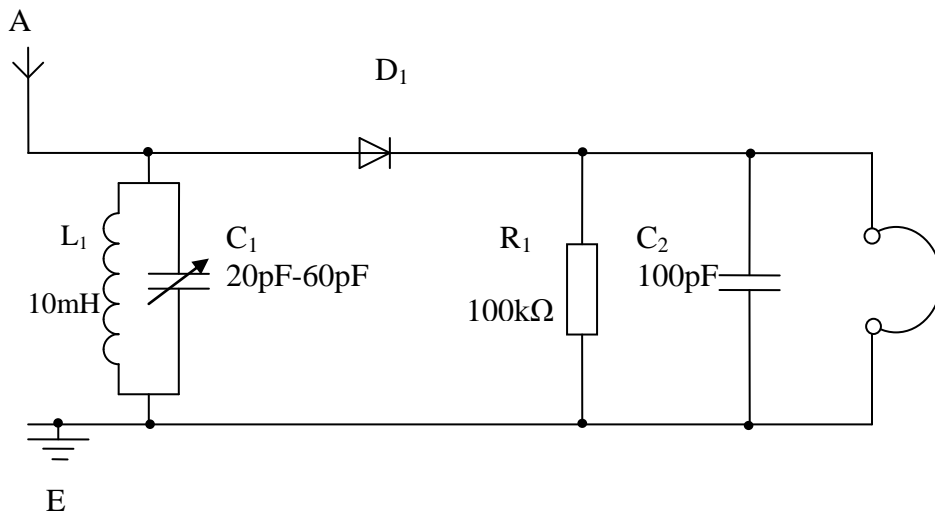 A
D₁
L₁
10mH
C₁
20pF-60pF
R₁
100kΩ
C₂
100pF
E